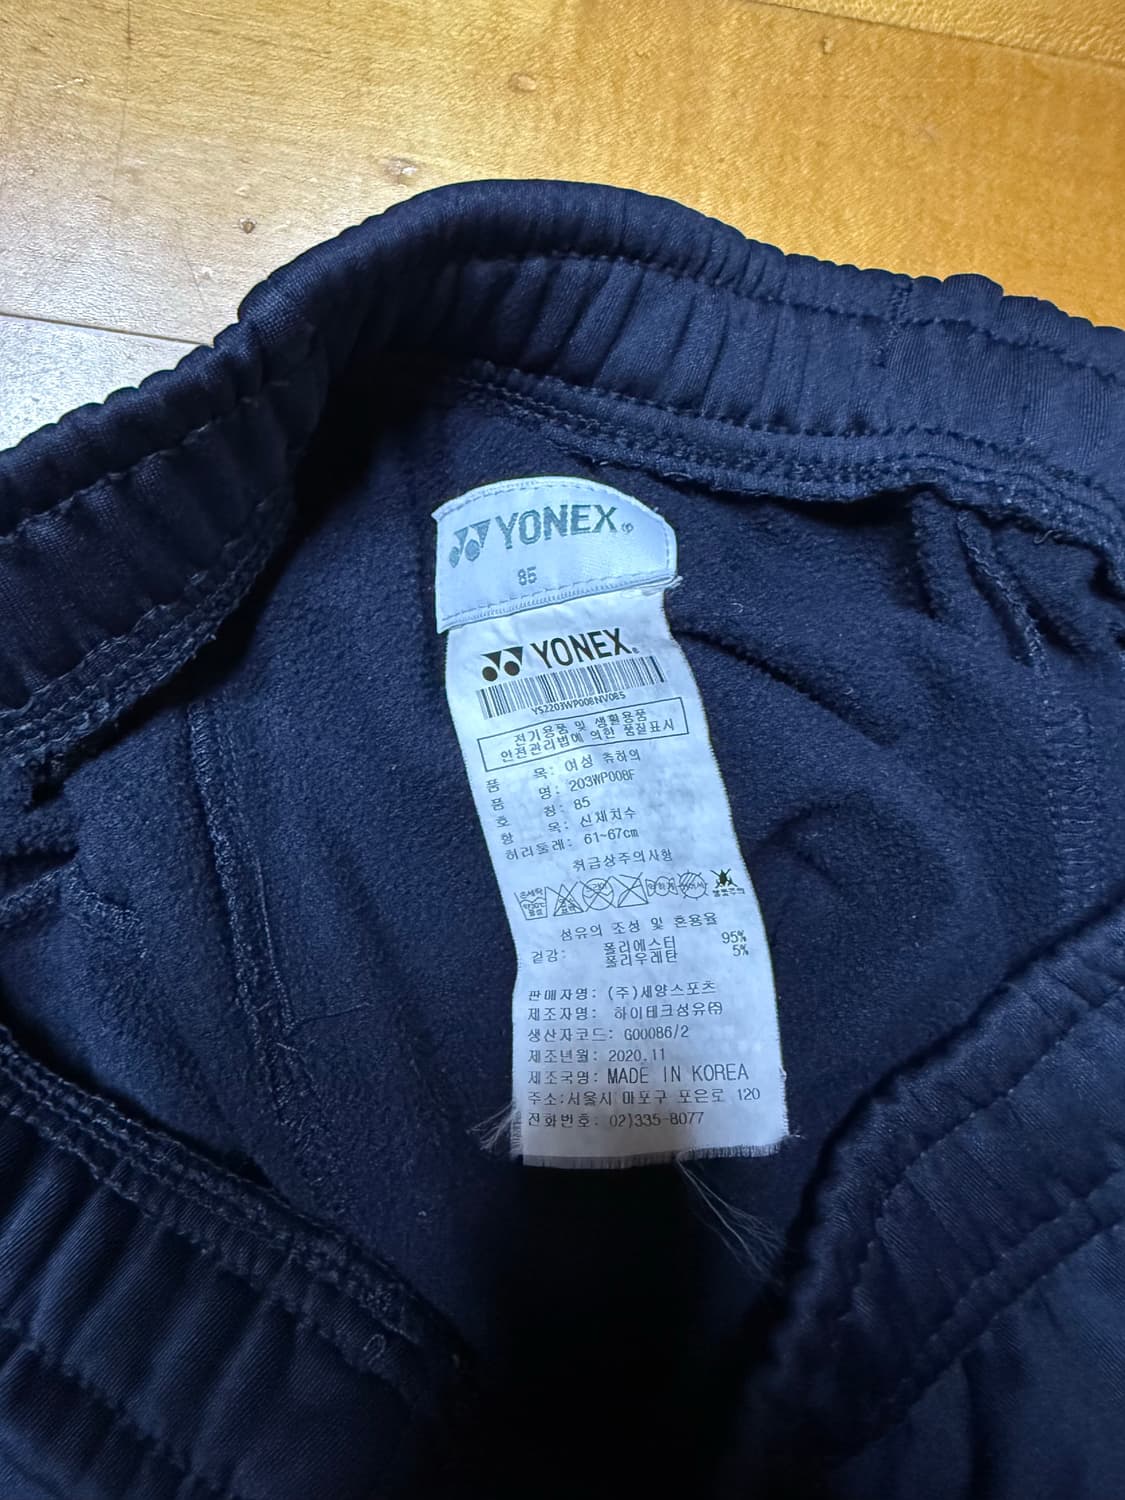 YONEX
85
YONEX
YS2203WP008NV085
전기용품 및 생활용품
안전관리법에 의한 품질표시
품 목: 여성 츄하의
품 명: 203WP008F
호 칭: 85
항 목: 신체치수
허리둘레: 61~67cm
취급상주의사항
섬유의 조성 및 혼용율
겉감: 폴리에스터 95%
폴리우레탄 5%
판매자명: (주)세양스포츠
제조자명: 하이테크섬유㈜
생산자코드: G00086/2
제조년월: 2020.11
제조국명: MADE IN KOREA
주소:서울시 마포구 포은로 120
전화번호: 02)335-8077